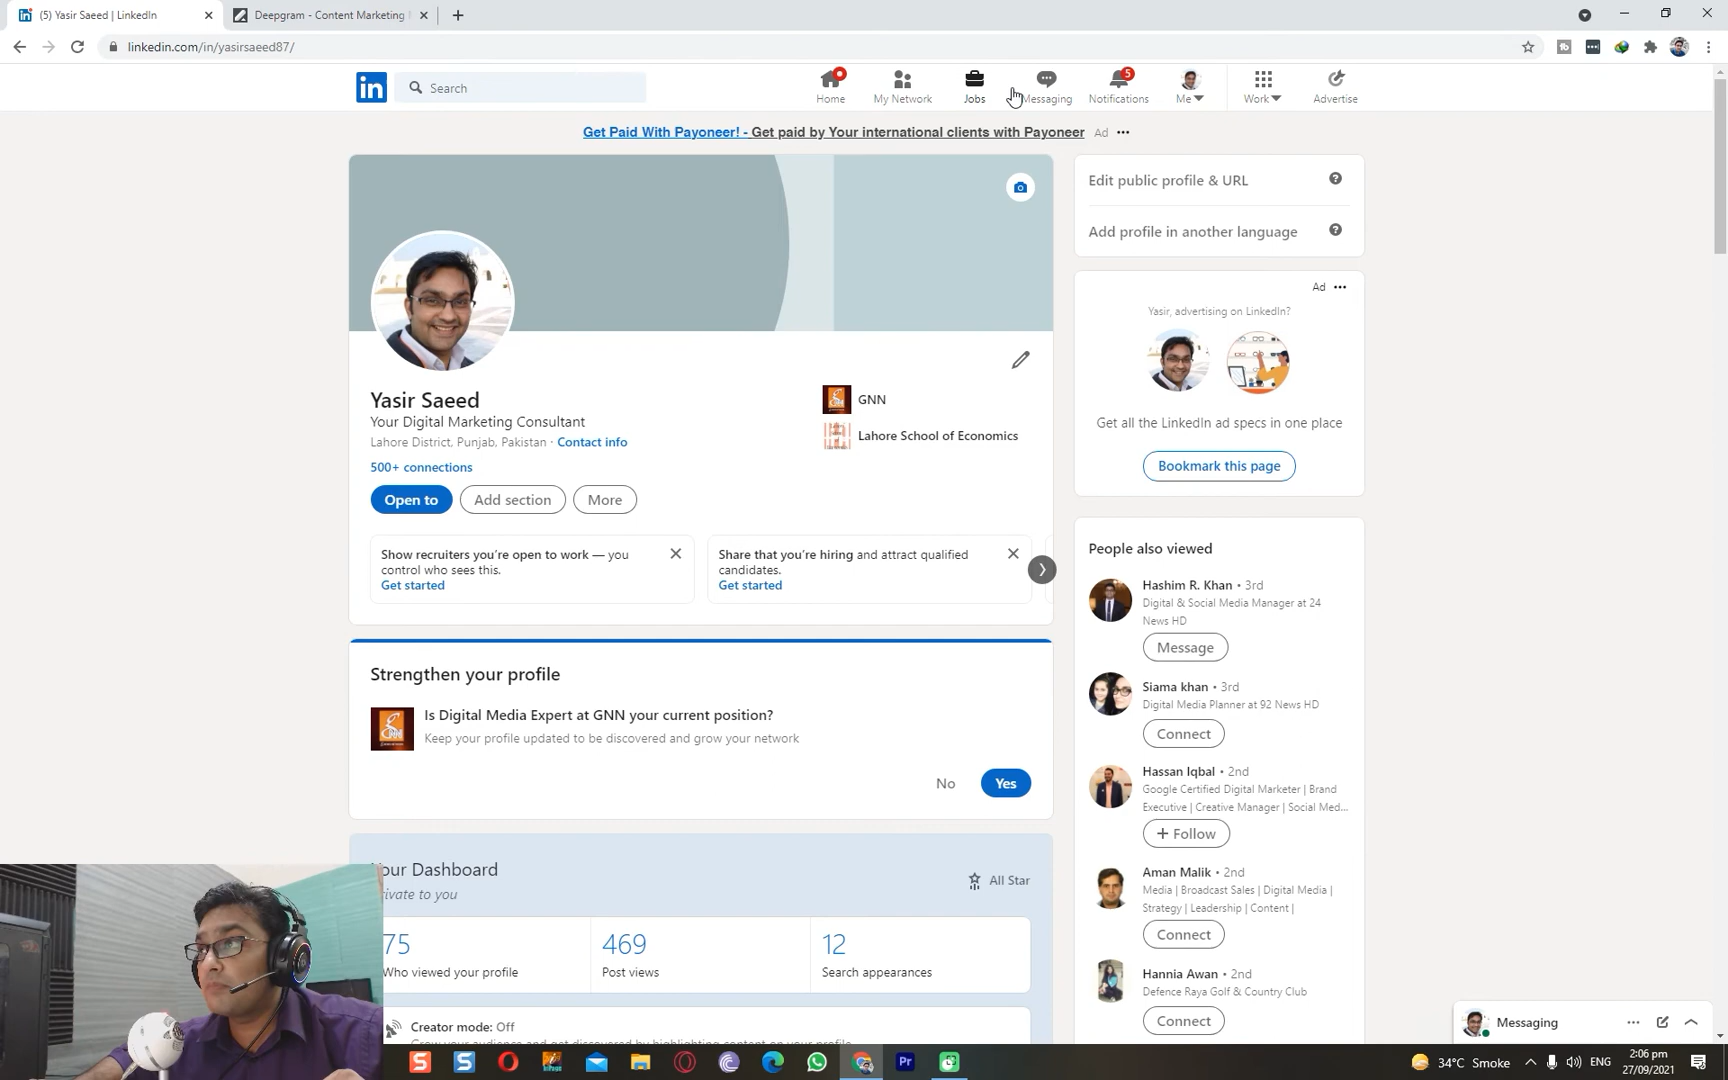 (5) Yasir Saeed | LinkedIn
Deepgram - Content Marketing
linkedin.com/in/yasirsaeed87/
in
Search
Home
My Network
Jobs
Messaging
5
Notifications
Me
Work
Advertise
Get Paid With Payoneer! - Get paid by Your international clients with Payoneer Ad
Edit public profile & URL
Add profile in another language
Ad
Yasir, advertising on LinkedIn?
Get all the LinkedIn ad specs in one place
Bookmark this page
Yasir Saeed
Your Digital Marketing Consultant
Lahore District, Punjab, Pakistan · Contact info
500+ connections
GNN
Lahore School of Economics
Open to
Add section
More
Show recruiters you're open to work — you
control who sees this.
Get started
Share that you're hiring and attract qualified
candidates.
Get started
Strengthen your profile
Is Digital Media Expert at GNN your current position?
Keep your profile updated to be discovered and grow your network
No
Yes
our Dashboard
rivate to you
All Star
75
Who viewed your profile
469
Post views
12
Search appearances
Creator mode: Off
People also viewed
Hashim R. Khan • 3rd
Digital & Social Media Manager at 24
News HD
Message
Siama khan • 3rd
Digital Media Planner at 92 News HD
Connect
Hassan Iqbal • 2nd
Google Certified Digital Marketer | Brand
Executive | Creative Manager | Social Med...
+ Follow
Aman Malik • 2nd
Media | Broadcast Sales | Digital Media |
Strategy | Leadership | Content |
Connect
Hannia Awan • 2nd
Defence Raya Golf & Country Club
Connect
Messaging
Pr
34°C Smoke
ENG
2:06 pm
27/09/2021